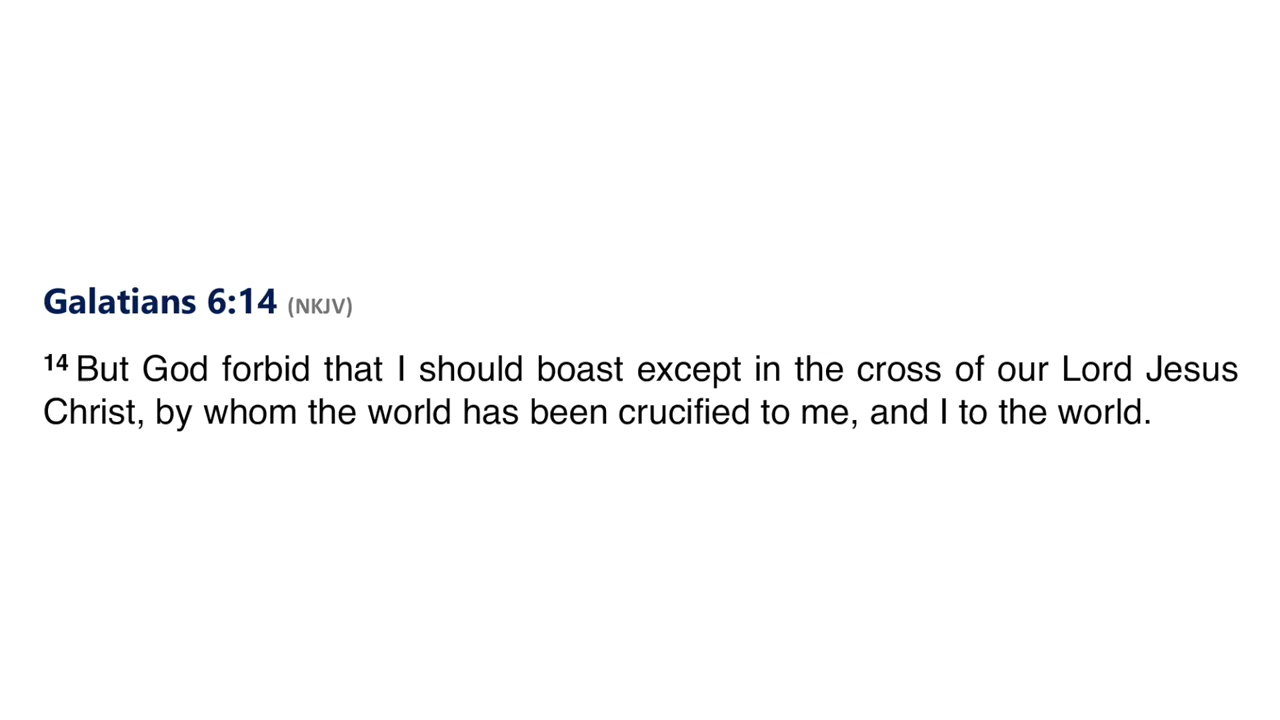 Galatians 6:14 (NKJV)
14 But God forbid that I should boast except in the cross of our Lord Jesus
Christ, by whom the world has been crucified to me, and I to the world.